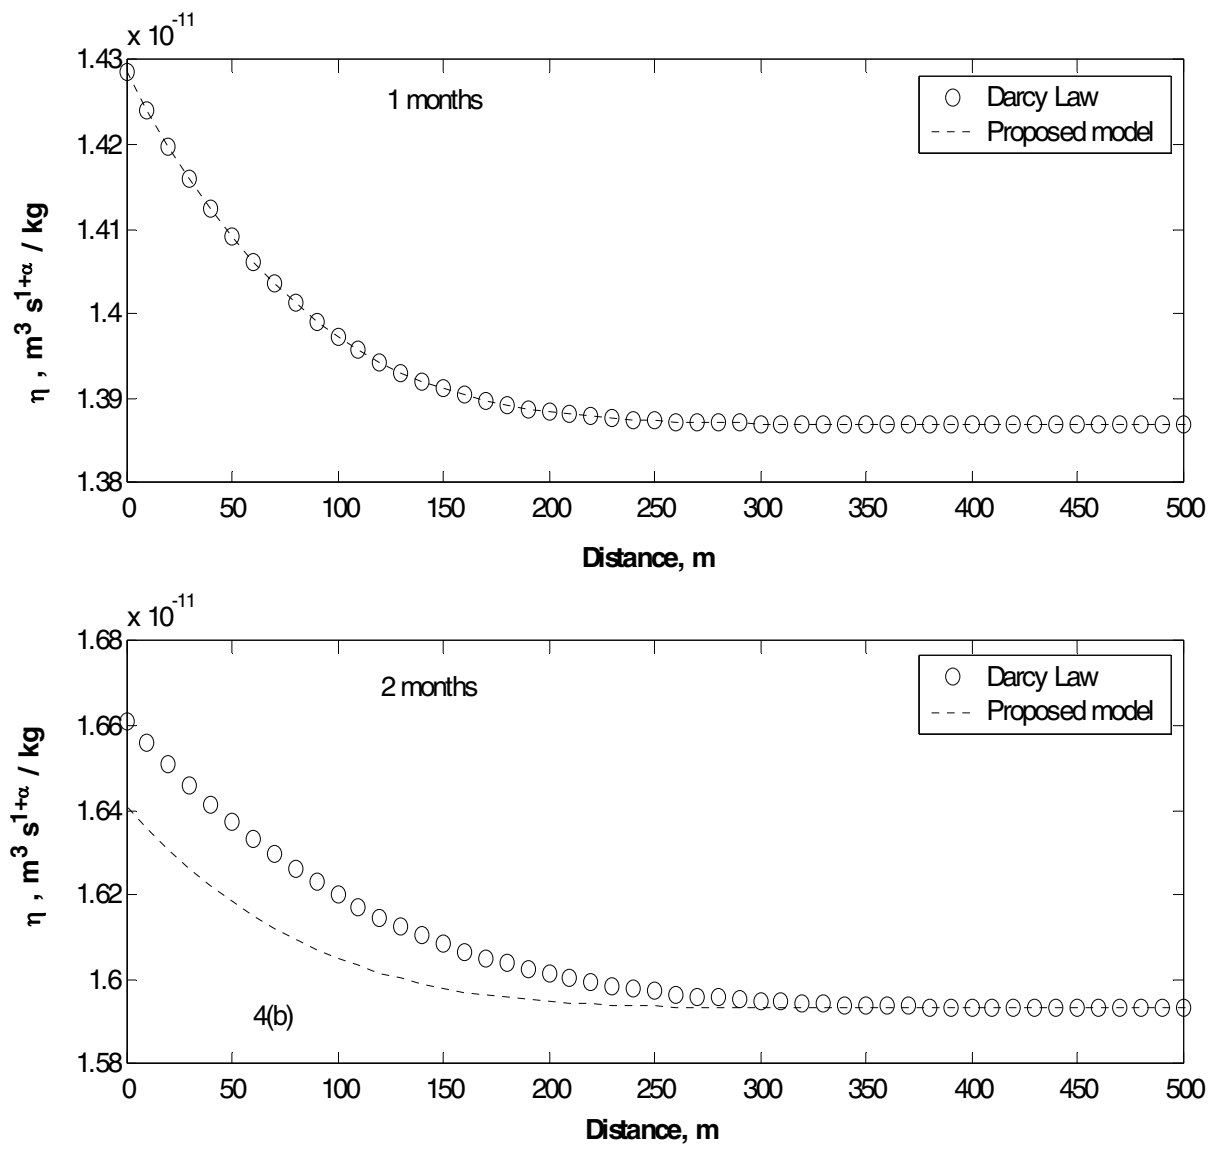 x 10^-11
1.43
1.42
1.41
1.4
1.39
1.38
η , m^3 s^1+α / kg
1 months
Darcy Law
Proposed model
0 50 100 150 200 250 300 350 400 450 500
Distance, m
x 10^-11
1.68
1.66
1.64
1.62
1.6
1.58
η , m^3 s^1+α / kg
2 months
Darcy Law
Proposed model
4(b)
0 50 100 150 200 250 300 350 400 450 500
Distance, m